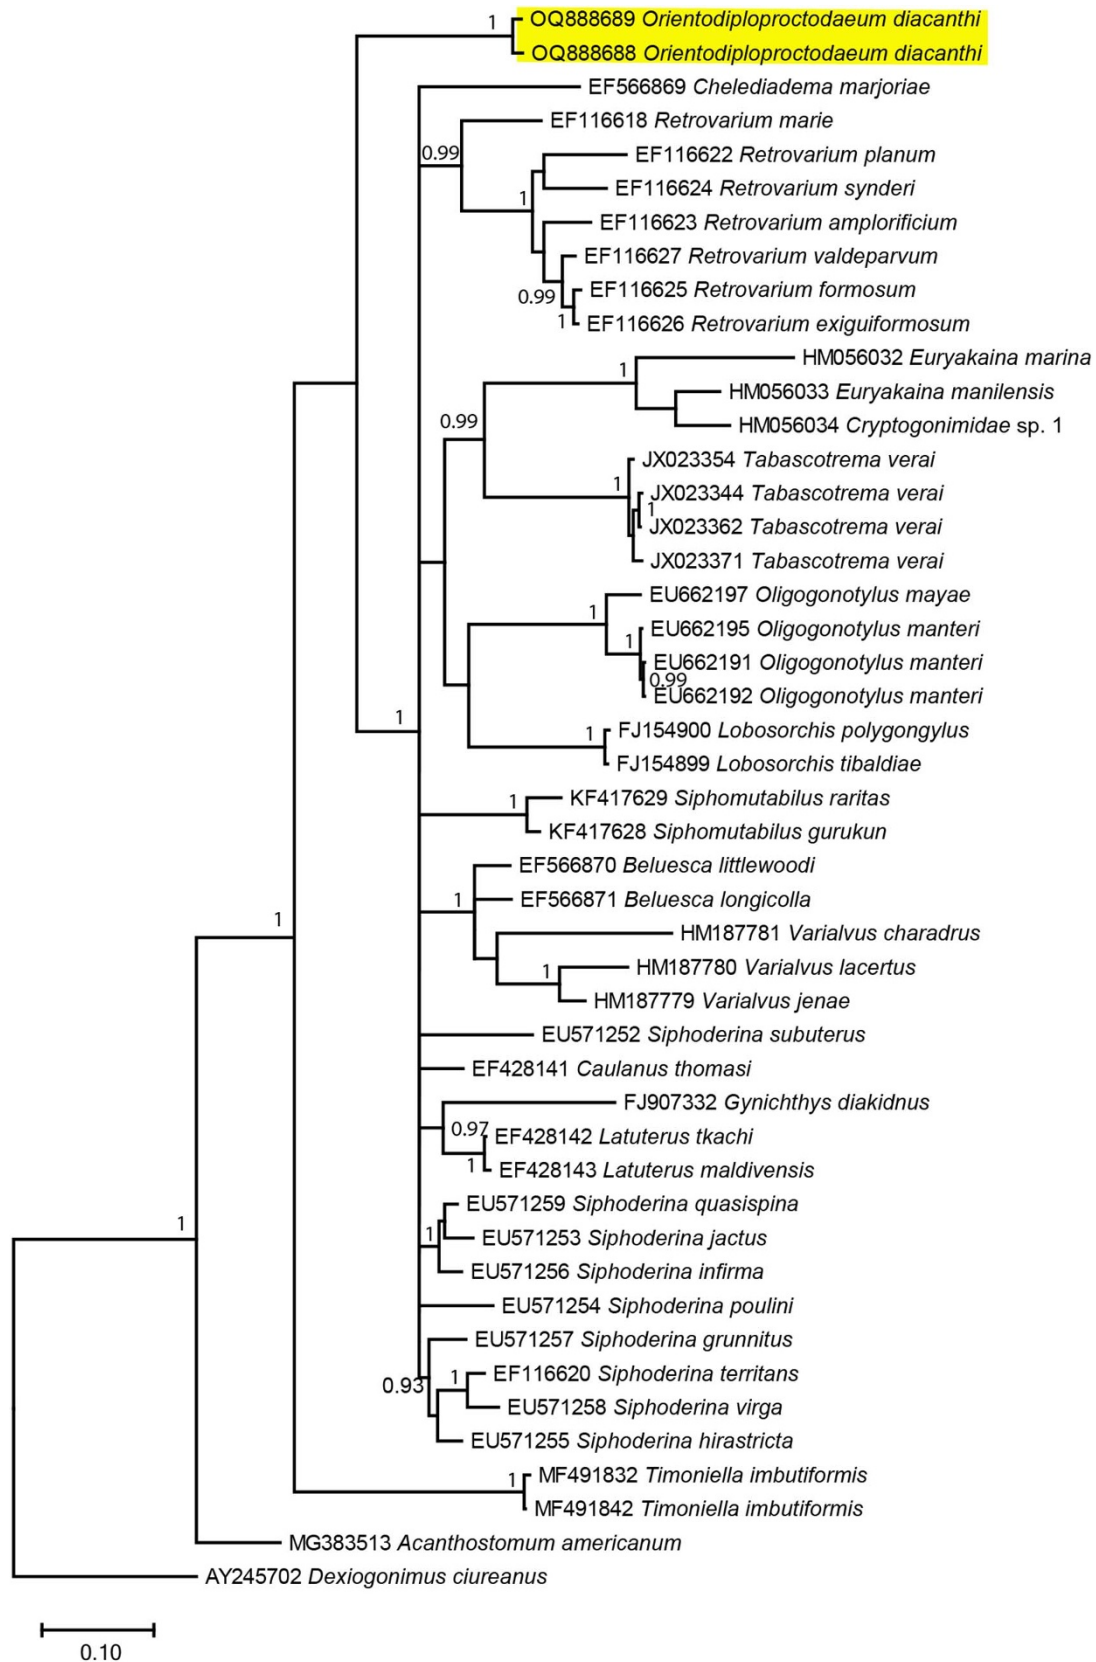 1
OQ888689 Orientodiploproctodaeum diacanthi
OQ888688 Orientodiploproctodaeum diacanthi
EF566869 Chelediadema marjoriae
EF116618 Retrovarium marie
0.99
EF116622 Retrovarium planum
EF116624 Retrovarium synderi
1
EF116623 Retrovarium amplorificium
EF116627 Retrovarium valdeparvum
EF116625 Retrovarium formosum
0.99
EF116626 Retrovarium exiguiformosum
1
HM056032 Euryakaina marina
1
HM056033 Euryakaina manilensis
0.99
HM056034 Cryptogonimidae sp. 1
JX023354 Tabascotrema verai
1
JX023344 Tabascotrema verai
1
JX023362 Tabascotrema verai
JX023371 Tabascotrema verai
EU662197 Oligogonotylus mayae
1
EU662195 Oligogonotylus manteri
1
EU662191 Oligogonotylus manteri
0.99
EU662192 Oligogonotylus manteri
1
FJ154900 Lobosorchis polygongylus
1
FJ154899 Lobosorchis tibaldiae
KF417629 Siphomutabilus raritas
1
KF417628 Siphomutabilus gurukun
EF566870 Beluesca littlewoodi
1
EF566871 Beluesca longicolla
HM187781 Varialvus charadrus
1
HM187780 Varialvus lacertus
1
HM187779 Varialvus jenae
EU571252 Siphoderina subuterus
EF428141 Caulanus thomasi
FJ907332 Gynichthys diakidnus
0.97
EF428142 Latuterus tkachi
1
EF428143 Latuterus maldivensis
EU571259 Siphoderina quasispina
1
EU571253 Siphoderina jactus
1
EU571256 Siphoderina infirma
EU571254 Siphoderina poulini
EU571257 Siphoderina grunnitus
0.93
1
EF116620 Siphoderina territans
EU571258 Siphoderina virga
EU571255 Siphoderina hirastricta
1
MF491832 Timoniella imbutiformis
MF491842 Timoniella imbutiformis
MG383513 Acanthostomum americanum
AY245702 Dexiogonimus ciureanus
0.10